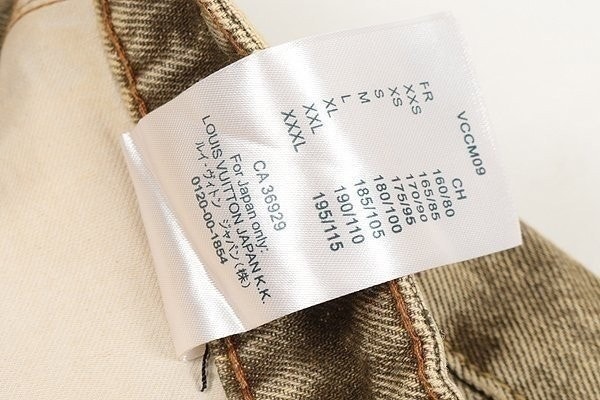 VCCM09
FR CH
XXS 160/80
XS 165/85
S 170/90
M 175/95
L 180/100
XL 185/105
XXL 190/110
XXXL 195/115
CA 36929
For Japan only:
LOUIS VUITTON JAPAN K.K.
ルイ・ヴィトン ジャパン(株)
0120-00-1854